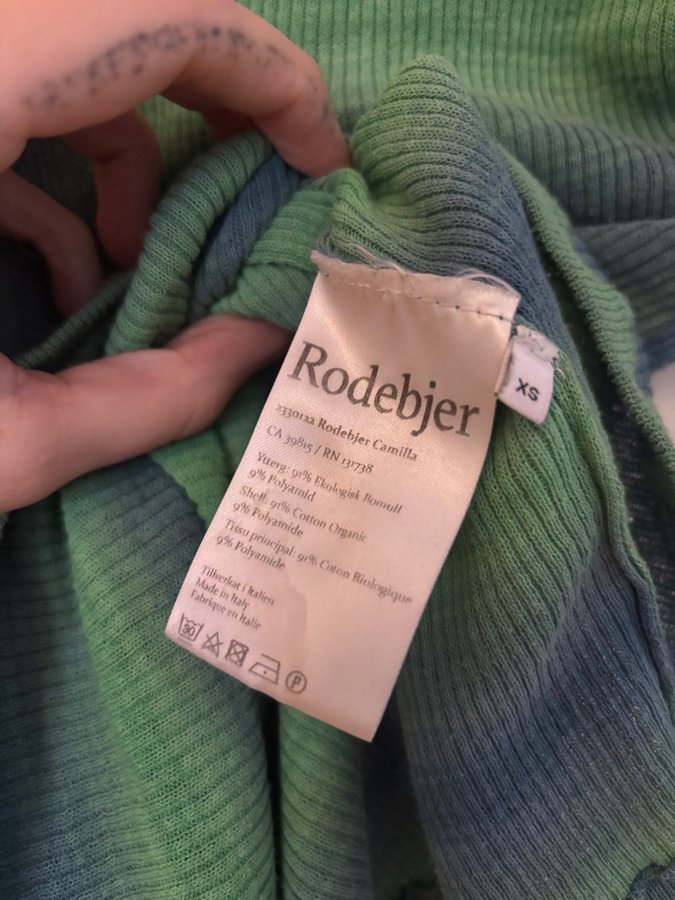 Rodebjer
2330122 Rodebjer Camilla
CA 39815 / RN 131738
Ytterg: 91% Ekologisk Bomull
9% Polyamid
Shell: 91% Cotton Organic
9% Polyamide
Tissu principal: 91% Coton Biologique
9% Polyamide
Tillverkat i Italien
Made in Italy
Fabrique en Italie
P
XS